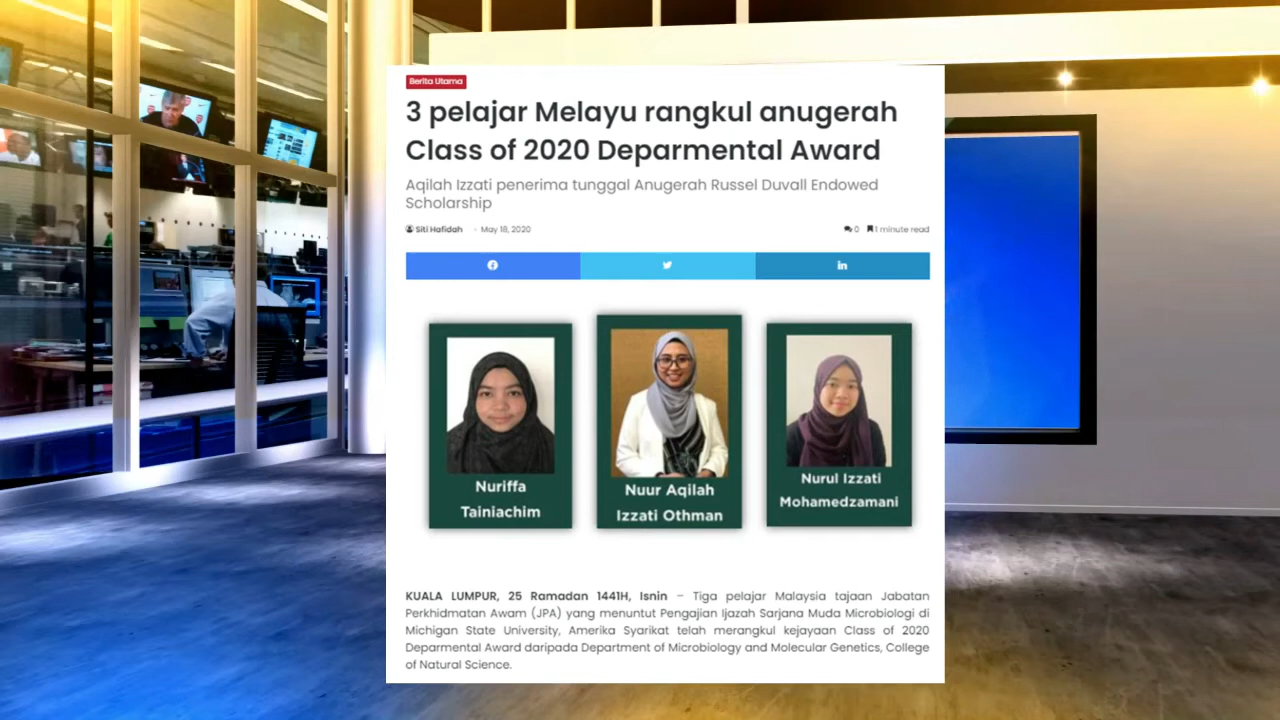 Berita Utama
3 pelajar Melayu rangkul anugerah
Class of 2020 Deparmental Award
Aqilah Izzati penerima tunggal Anugerah Russel Duvall Endowed
Scholarship
Siti Hafidah
May 18, 2020
0
1 minute read
Nuriffa
Tainiachim
Nuur Aqilah
Izzati Othman
Nurul Izzati
Mohamedzamani
KUALA LUMPUR, 25 Ramadan 1441H, Isnin – Tiga pelajar Malaysia tajaan Jabatan
Perkhidmatan Awam (JPA) yang menuntut Pengajian Ijazah Sarjana Muda Microbiologi di
Michigan State University, Amerika Syarikat telah merangkul kejayaan Class of 2020
Deparmental Award daripada Department of Microbiology and Molecular Genetics, College
of Natural Science.